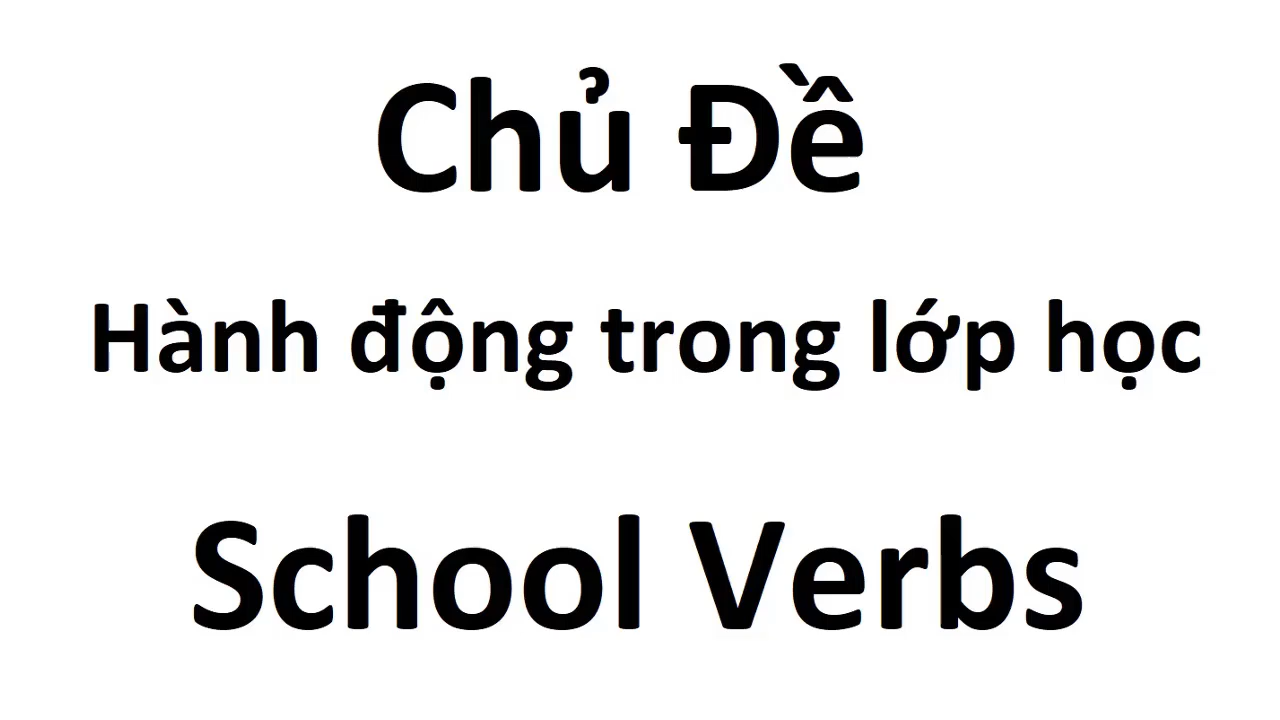 Chủ Đề
Hành động trong lớp học
School Verbs